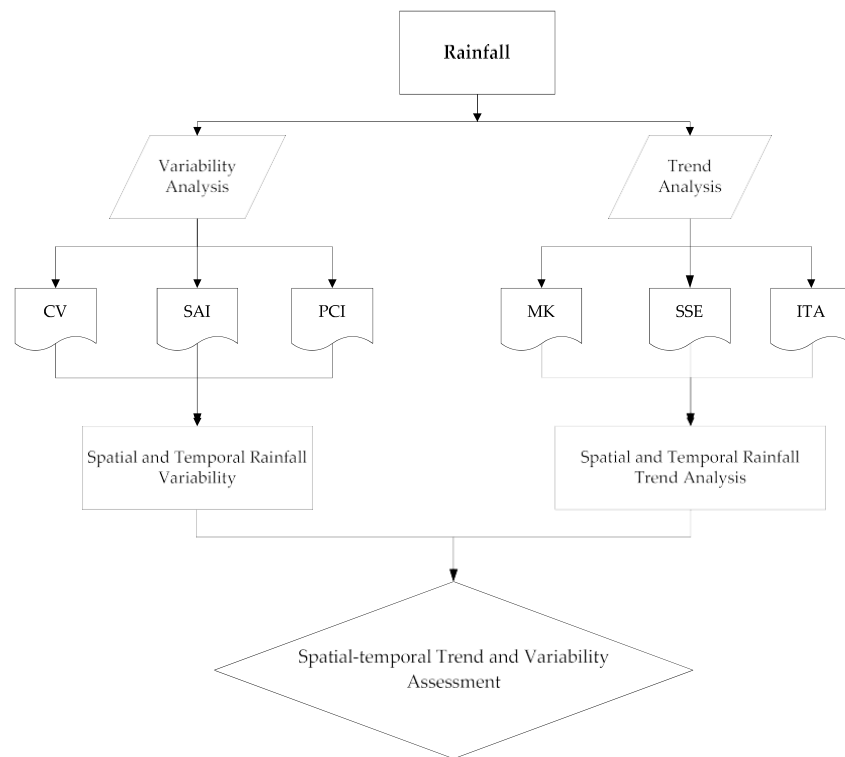 Rainfall
Variability
Analysis
Trend
Analysis
CV
SAI
PCI
MK
SSE
ITA
Spatial and Temporal Rainfall
Variability
Spatial and Temporal Rainfall
Trend Analysis
Spatial-temporal Trend and Variability
Assessment